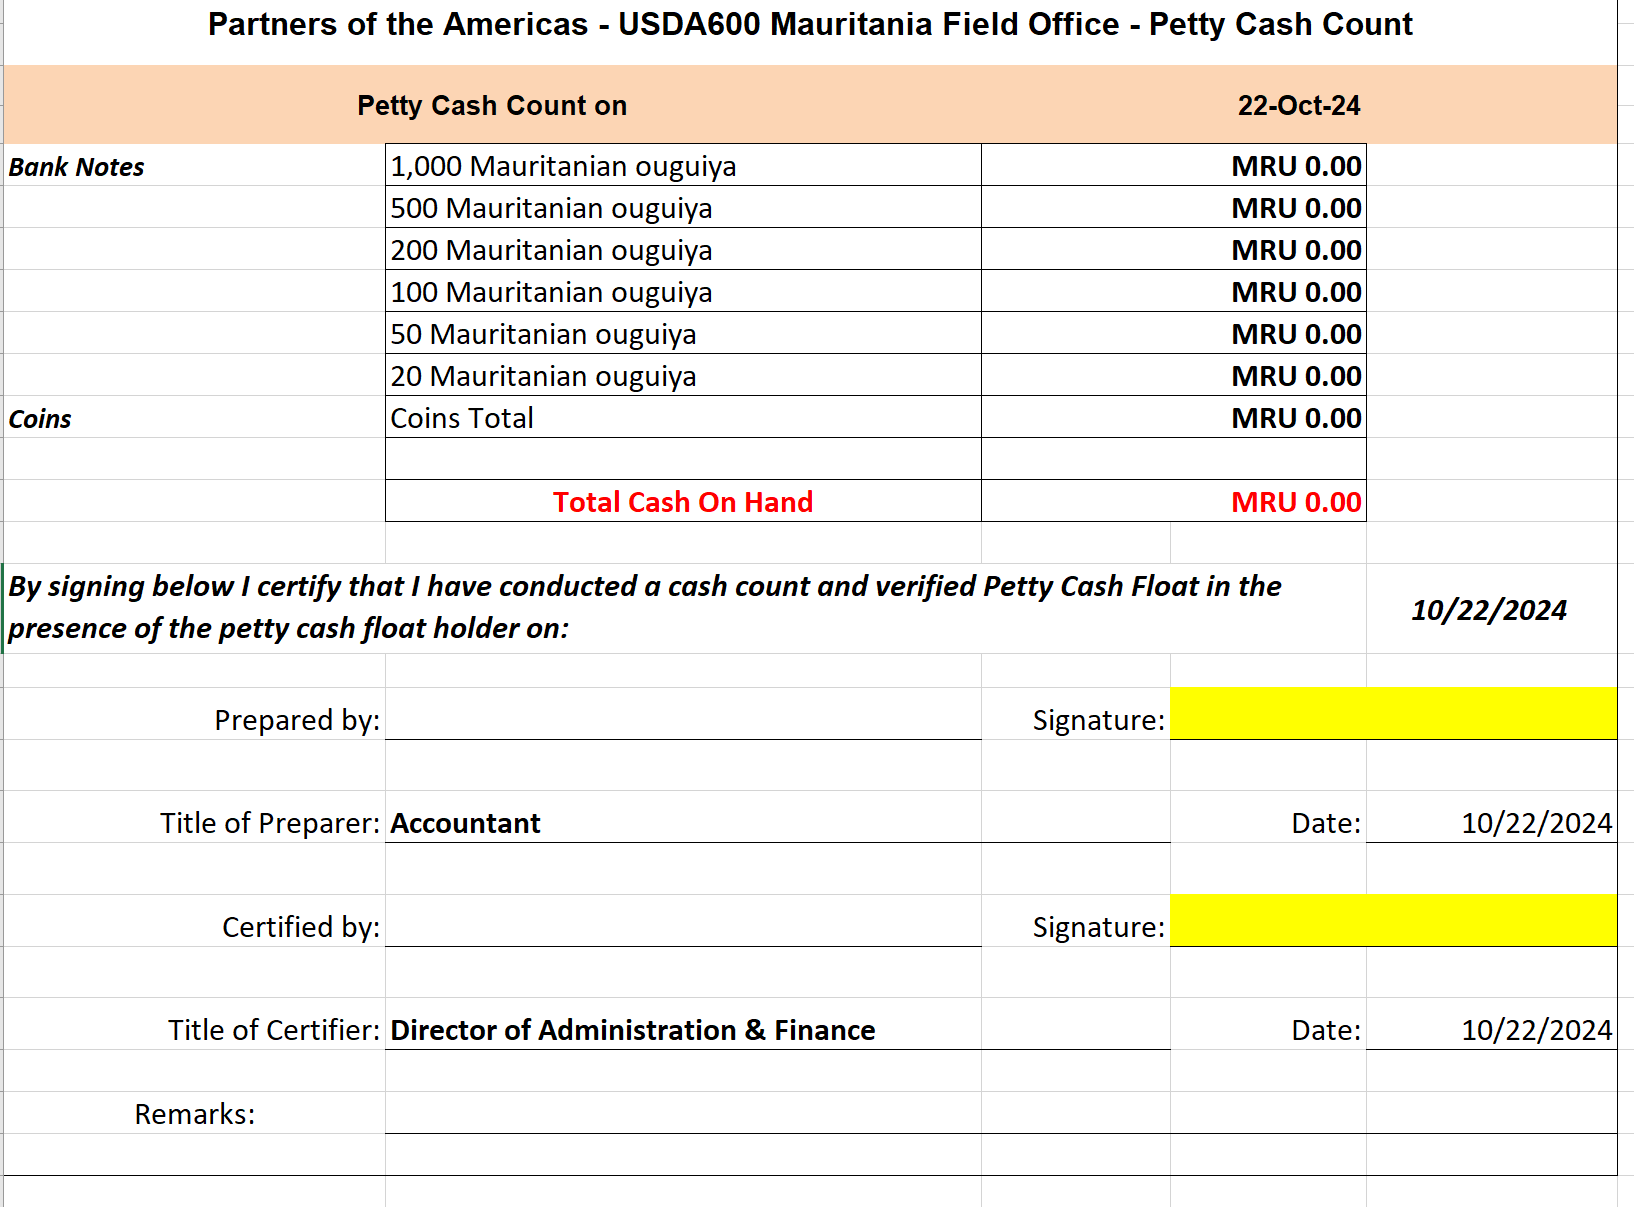 Partners of the Americas - USDA600 Mauritania Field Office - Petty Cash Count
Petty Cash Count on 22-Oct-24
Bank Notes 1,000 Mauritanian ouguiya MRU 0.00
500 Mauritanian ouguiya MRU 0.00
200 Mauritanian ouguiya MRU 0.00
100 Mauritanian ouguiya MRU 0.00
50 Mauritanian ouguiya MRU 0.00
20 Mauritanian ouguiya MRU 0.00
Coins Coins Total MRU 0.00
Total Cash On Hand MRU 0.00
By signing below I certify that I have conducted a cash count and verified Petty Cash Float in the
presence of the petty cash float holder on: 10/22/2024
Prepared by: Signature:
Title of Preparer: Accountant Date: 10/22/2024
Certified by: Signature:
Title of Certifier: Director of Administration & Finance Date: 10/22/2024
Remarks: